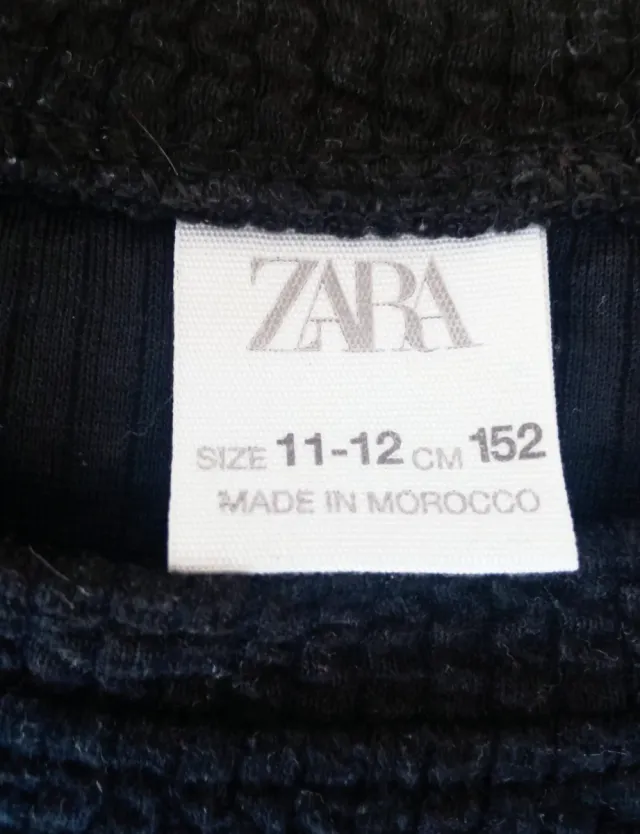 ZARA
SIZE 11-12 CM 152
MADE IN MOROCCO